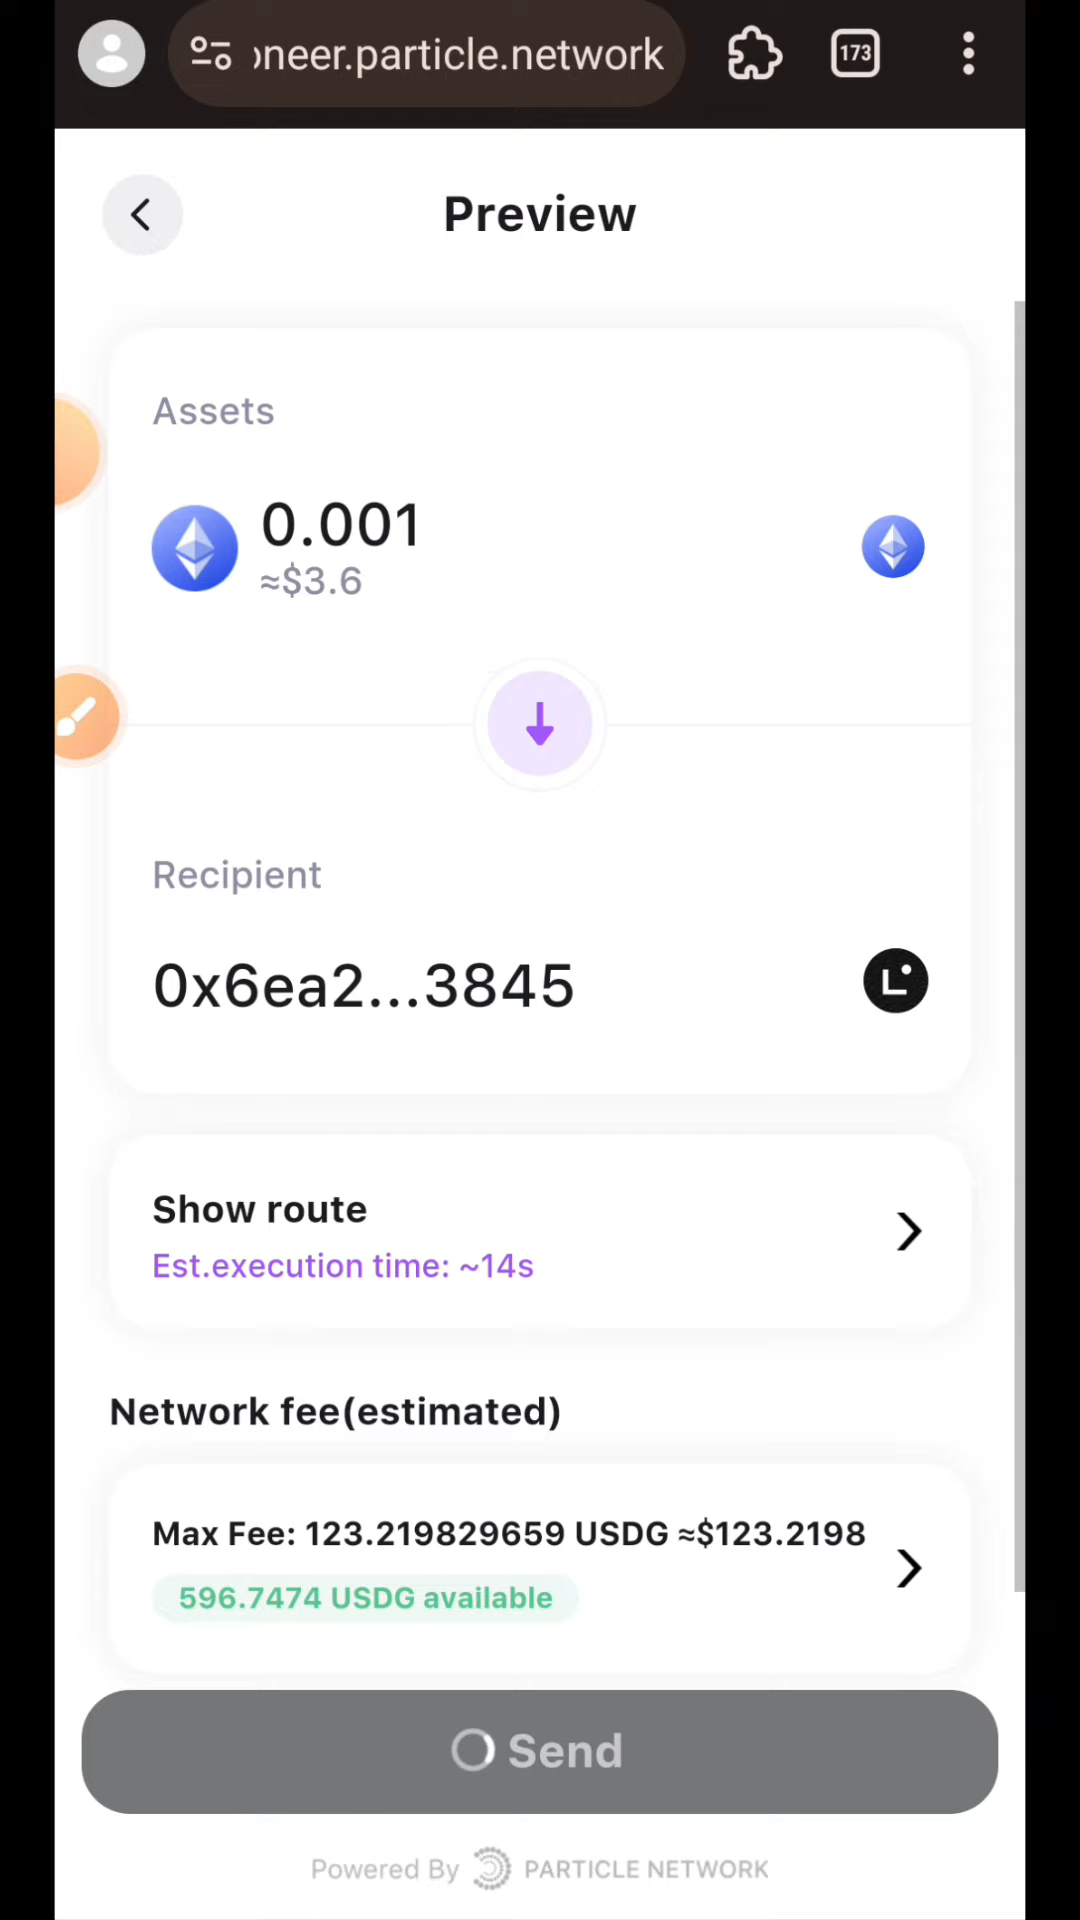 oneer.particle.network
173
Preview
Assets
0.001
≈$3.6
Recipient
0x6ea2...3845
Show route
Est.execution time: ~14s
Network fee(estimated)
Max Fee: 123.219829659 USDG ≈$123.2198
596.7474 USDG available
Send
Powered By PARTICLE NETWORK